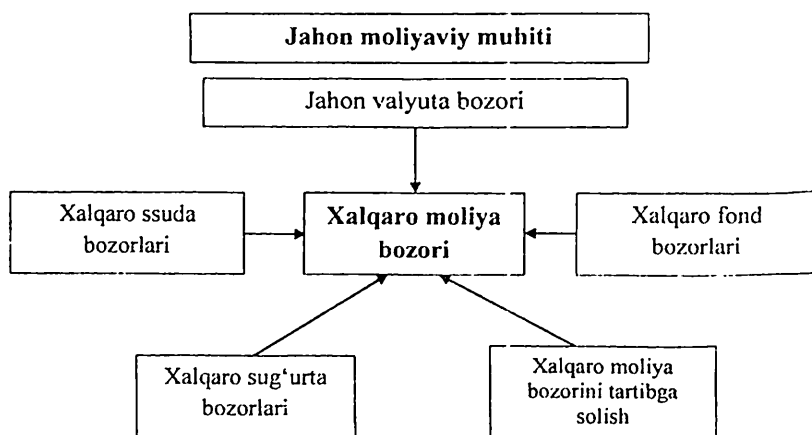 Jahon moliyaviy muhiti
Jahon valyuta bozori
Xalqaro ssuda
bozorlari
Xalqaro moliya
bozori
Xalqaro fond
bozorlari
Xalqaro sug‘urta
bozorlari
Xalqaro moliya
bozorini tartibga
solish